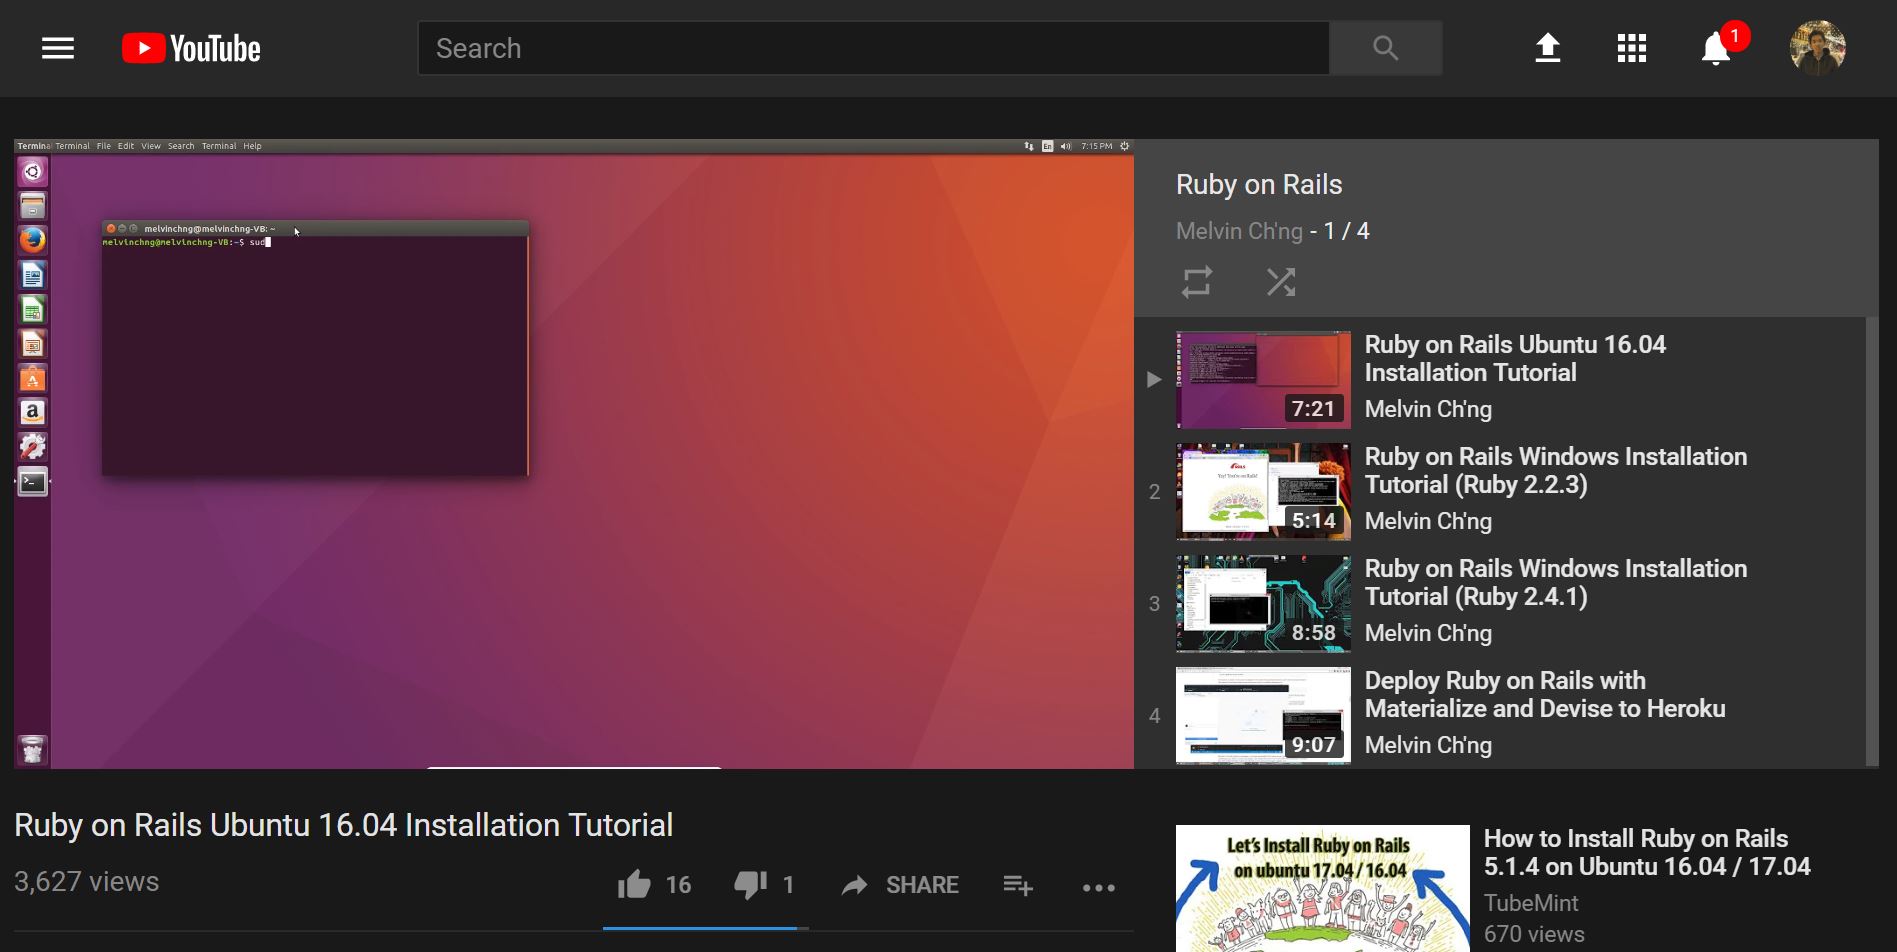 YouTube
Search
1
Terminal Terminal File Edit View Search Terminal Help
En
7:15 PM
melvinchng@melvinchng-VB: ~
melvinchng@melvinchng-VB:~$ sud
a
Ruby on Rails
Melvin Ch'ng - 1 / 4
Ruby on Rails Ubuntu 16.04
Installation Tutorial
7:21
Melvin Ch'ng
2
Ruby on Rails Windows Installation
Tutorial (Ruby 2.2.3)
5:14
Melvin Ch'ng
3
Ruby on Rails Windows Installation
Tutorial (Ruby 2.4.1)
8:58
Melvin Ch'ng
4
Deploy Ruby on Rails with
Materialize and Devise to Heroku
9:07
Melvin Ch'ng
Ruby on Rails Ubuntu 16.04 Installation Tutorial
3,627 views
16
1
SHARE
Let's Install Ruby on Rails
on ubuntu 17.04 / 16.04
How to Install Ruby on Rails
5.1.4 on Ubuntu 16.04 / 17.04
TubeMint
670 views